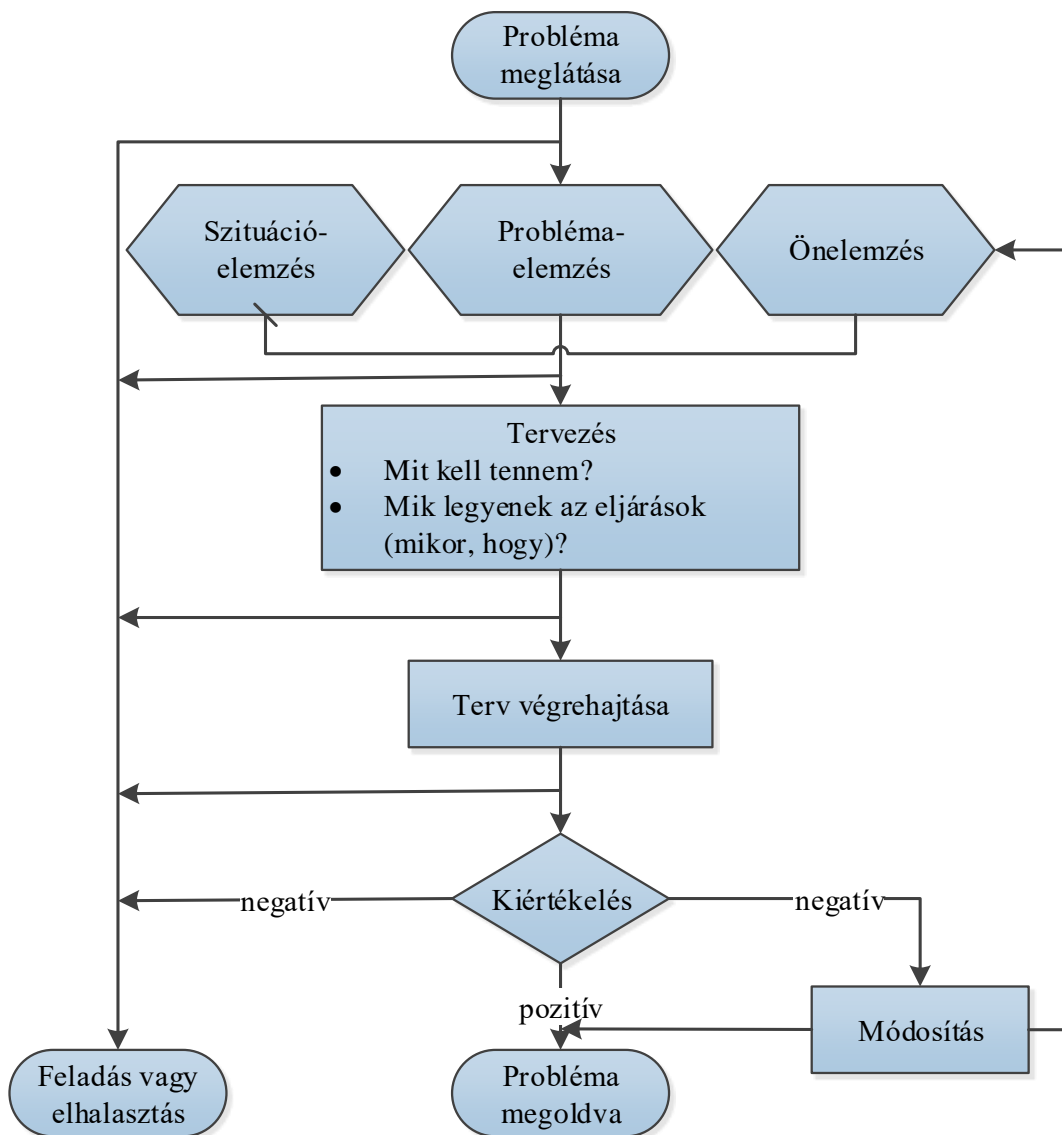 Probléma
meglátása
Szituáció-
elemzés
Probléma-
elemzés
Önelemzés
Tervezés
• Mit kell tennem?
• Mik legyenek az eljárások
(mikor, hogy)?
Terv végrehajtása
negatív
Kiértékelés
negatív
pozitív
Módosítás
Feladás vagy
elhalasztás
Probléma
megoldva